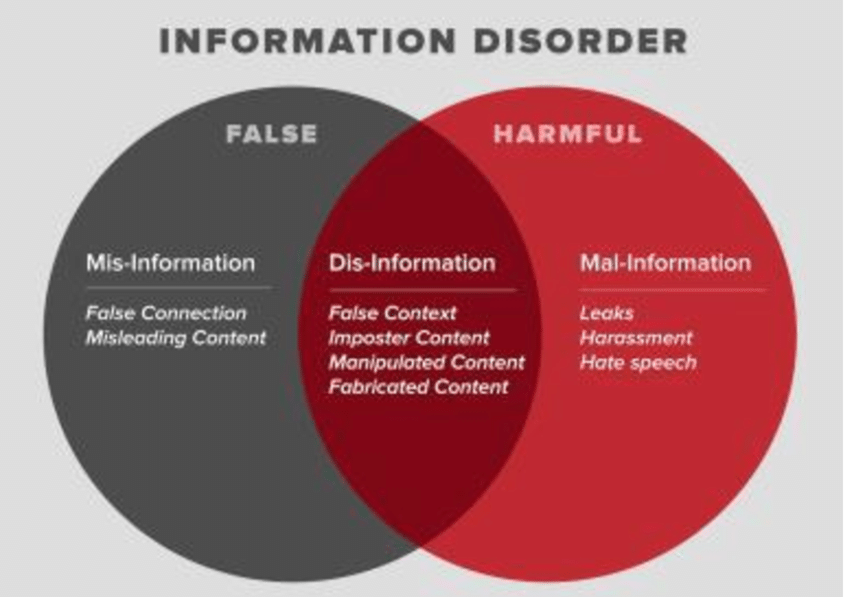 INFORMATION DISORDER
FALSE
HARMFUL
Mis-Information
False Connection
Misleading Content
Dis-Information
False Context
Imposter Content
Manipulated Content
Fabricated Content
Mal-Information
Leaks
Harassment
Hate speech